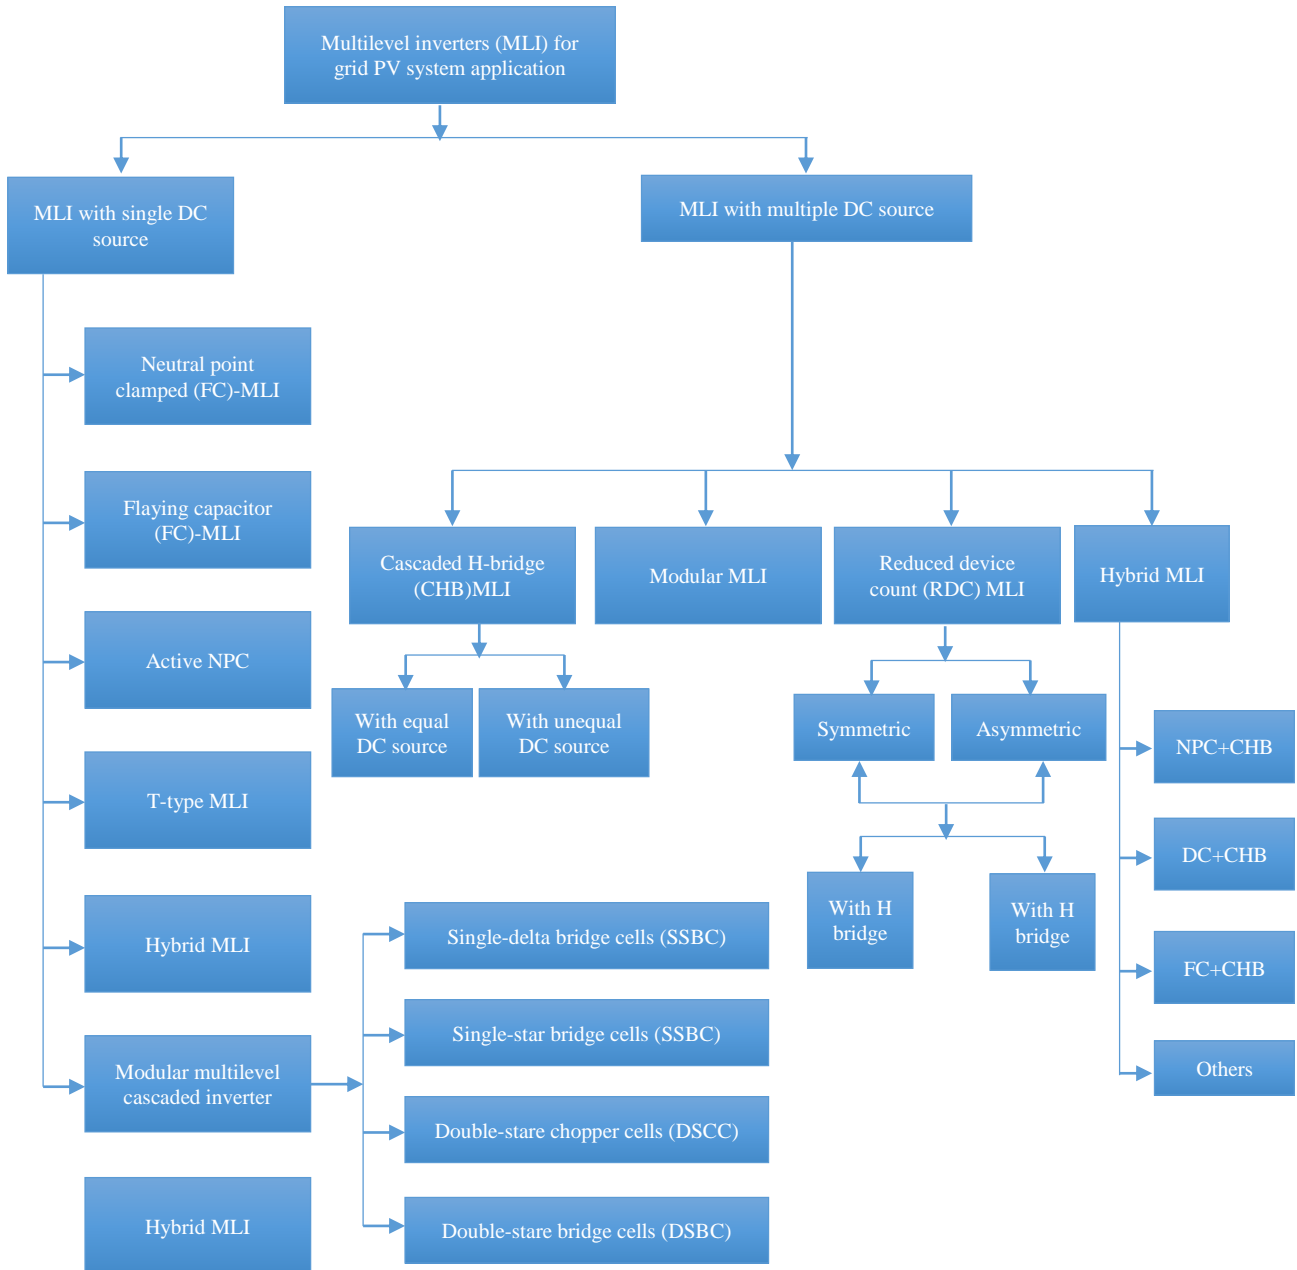 Multilevel inverters (MLI) for
grid PV system application
MLI with single DC
source
MLI with multiple DC source
Neutral point
clamped (FC)-MLI
Flaying capacitor
(FC)-MLI
Active NPC
T-type MLI
Hybrid MLI
Modular multilevel
cascaded inverter
Hybrid MLI
Single-delta bridge cells (SSBC)
Single-star bridge cells (SSBC)
Double-stare chopper cells (DSCC)
Double-stare bridge cells (DSBC)
Cascaded H-bridge
(CHB)MLI
Modular MLI
Reduced device
count (RDC) MLI
Hybrid MLI
With equal
DC source
With unequal
DC source
Symmetric
Asymmetric
With H
bridge
With H
bridge
NPC+CHB
DC+CHB
FC+CHB
Others